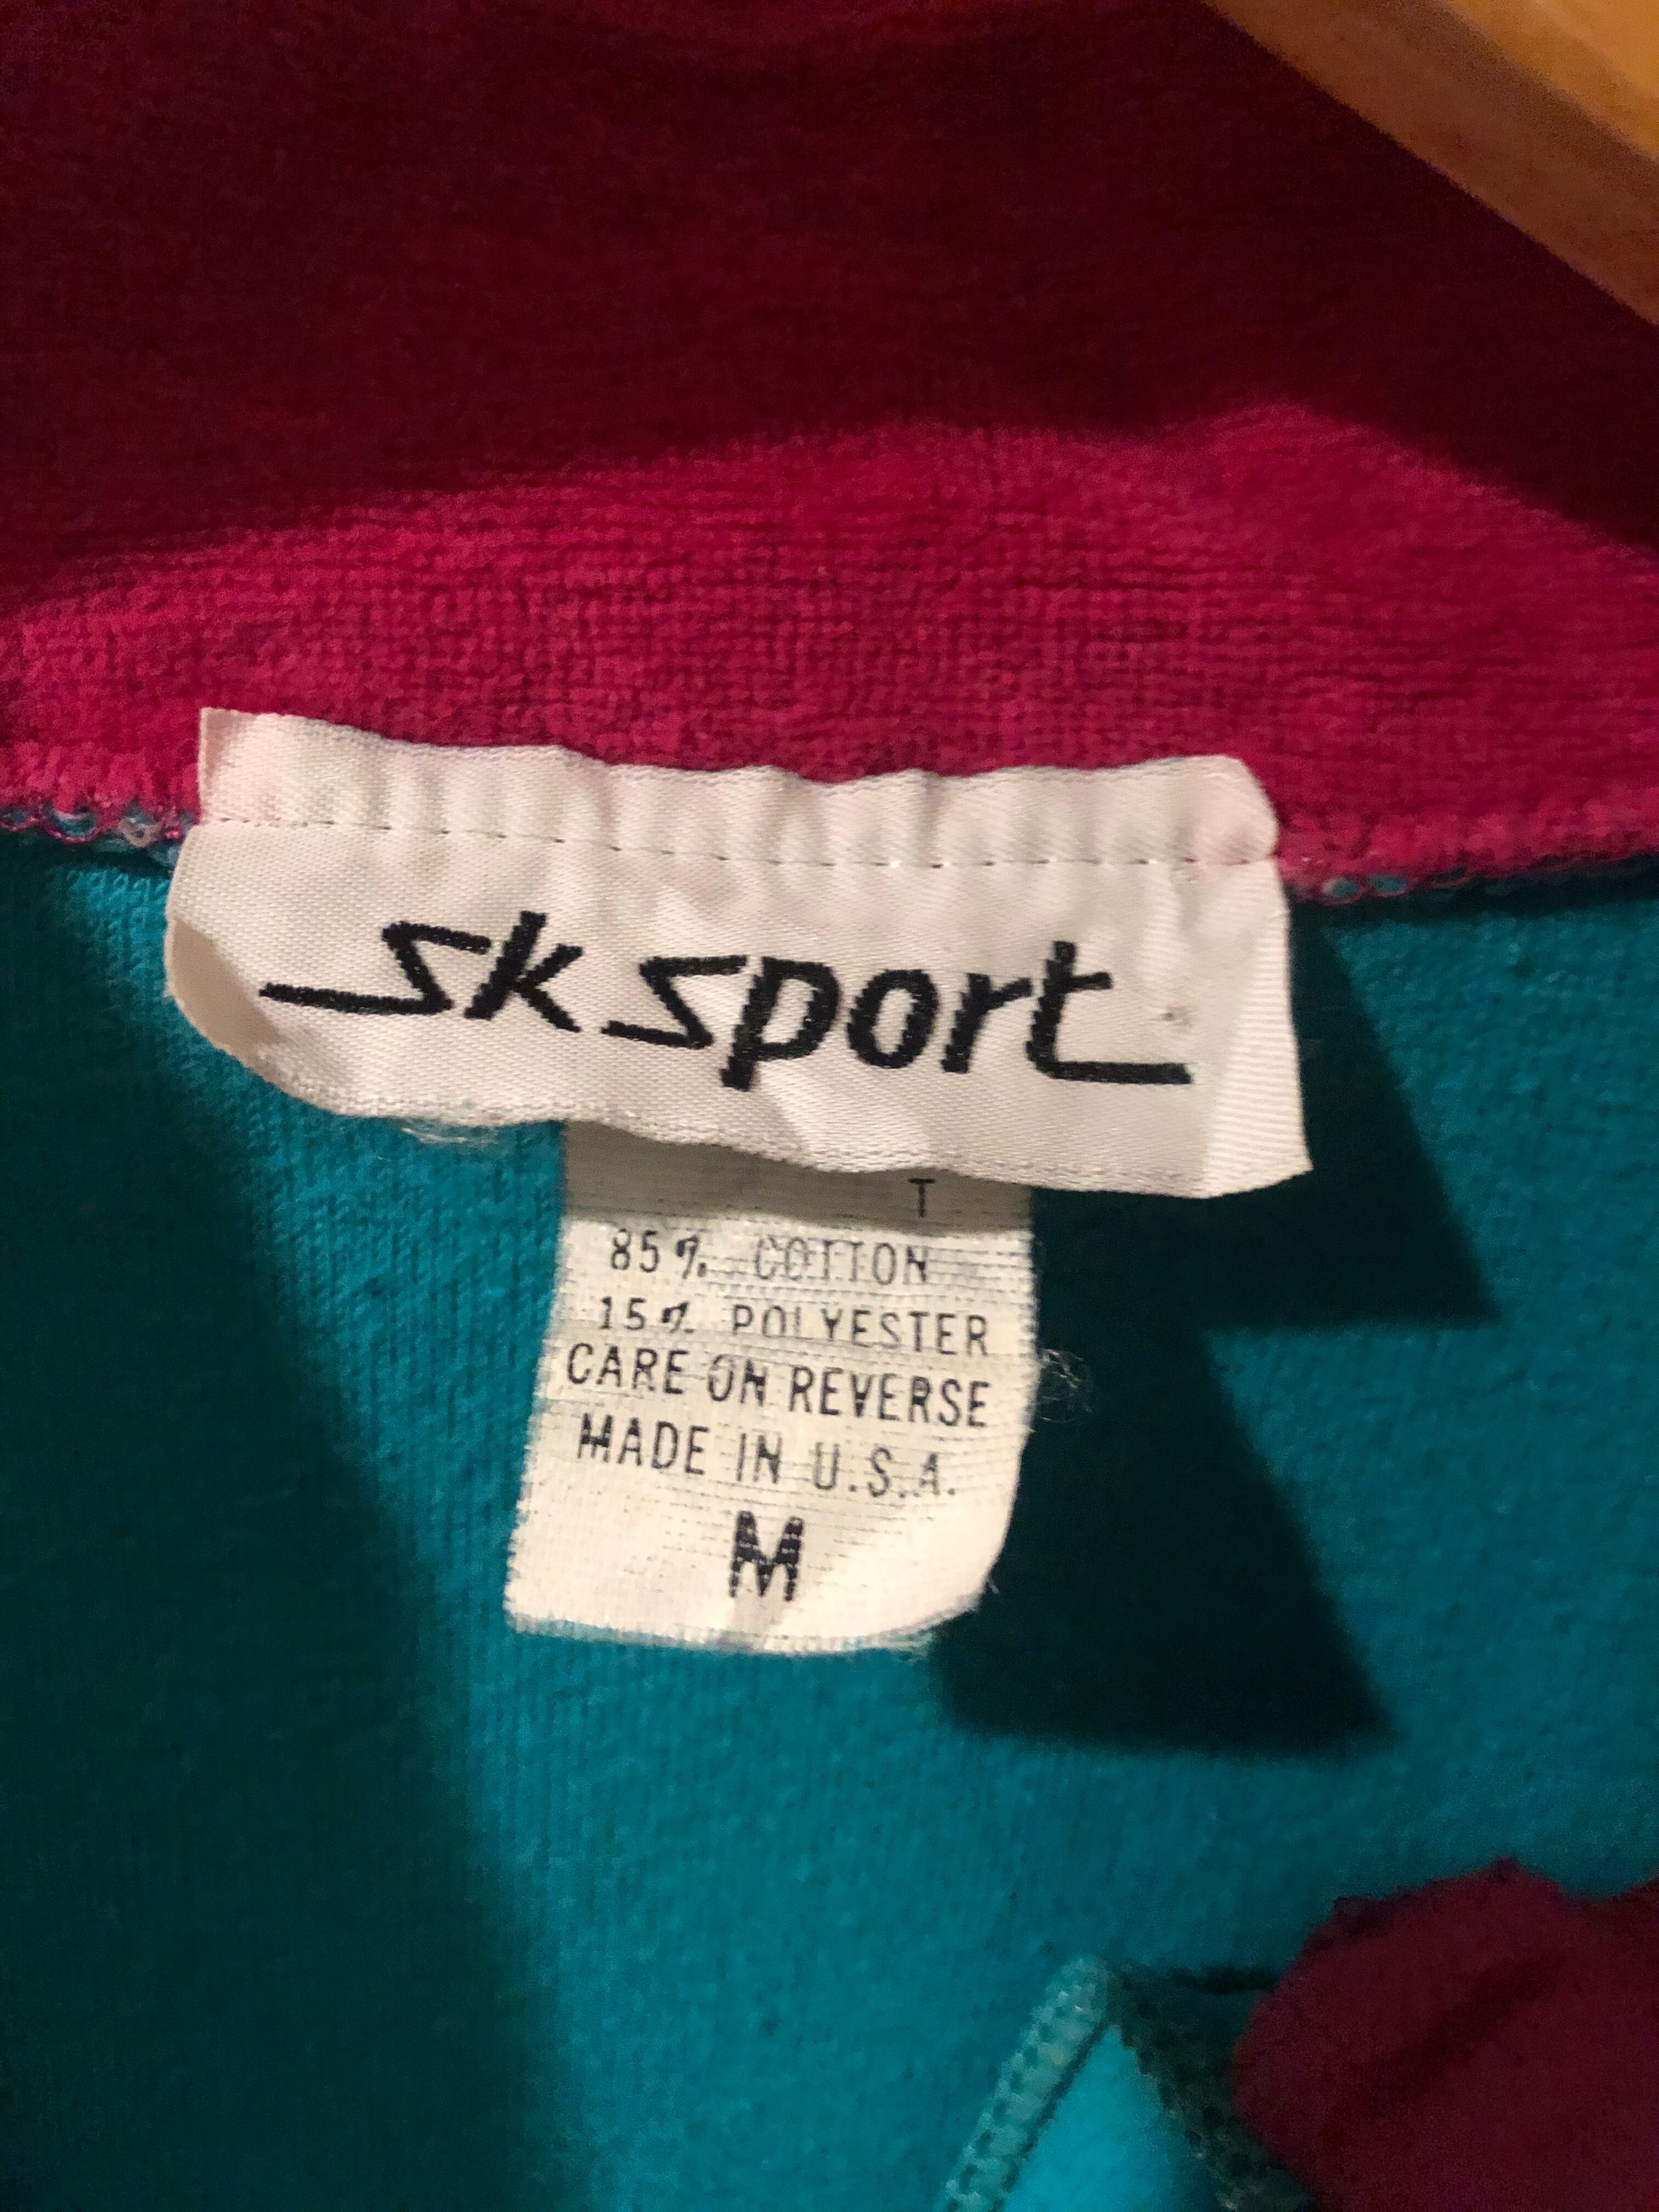 sk sport
T
85% COTTON
15% POLYESTER
CARE ON REVERSE
MADE IN U.S.A.
M